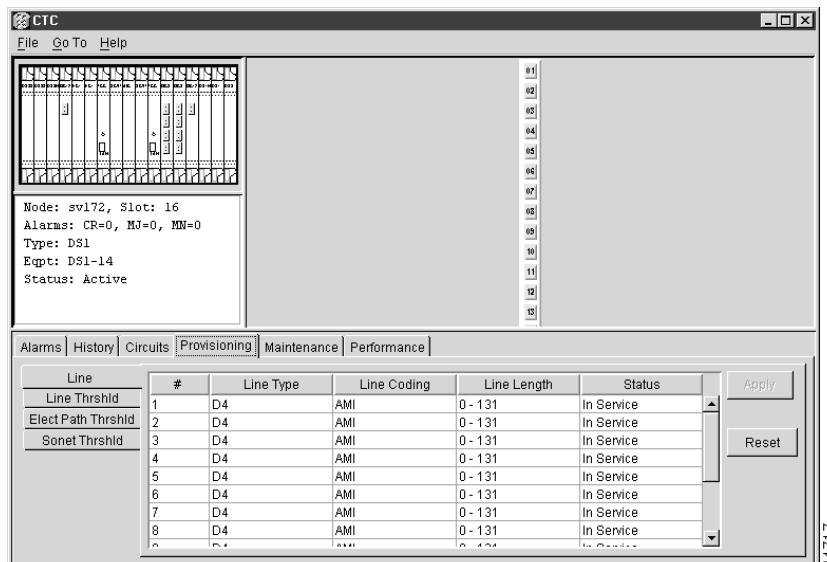 CTC
File Go To Help
01
02
03
04
05
06
07
08
09
10
11
12
13
Node: sv172, Slot: 16
Alarms: CR=0, MJ=0, MN=0
Type: DS1
Eqpt: DS1-14
Status: Active
Alarms History Circuits Provisioning Maintenance Performance
Line
Line Thrshld
Elect Path Thrshld
Sonet Thrshld
# Line Type Line Coding Line Length Status
1 D4 AMI 0 - 131 In Service
2 D4 AMI 0 - 131 In Service
3 D4 AMI 0 - 131 In Service
4 D4 AMI 0 - 131 In Service
5 D4 AMI 0 - 131 In Service
6 D4 AMI 0 - 131 In Service
7 D4 AMI 0 - 131 In Service
8 D4 AMI 0 - 131 In Service
Apply
Reset